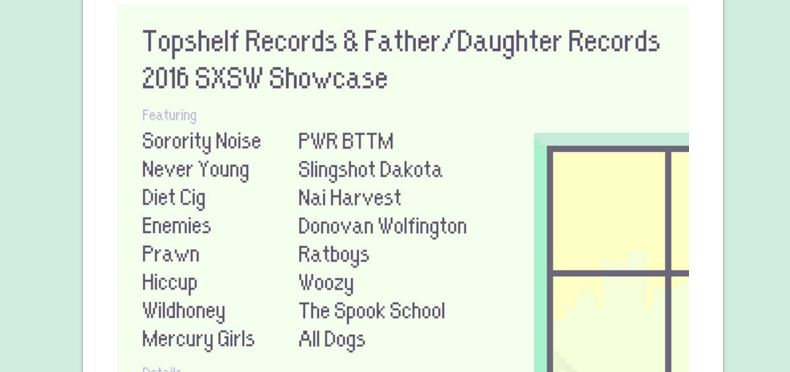 Topshelf Records & Father/Daughter Records
2016 SXSW Showcase
Featuring
Sorority Noise
Never Young
Diet Cig
Enemies
Prawn
Hiccup
Wildhoney
Mercury Girls
PWR BTTM
Slingshot Dakota
Nai Harvest
Donovan Wolfington
Ratboys
Woozy
The Spook School
All Dogs
Details